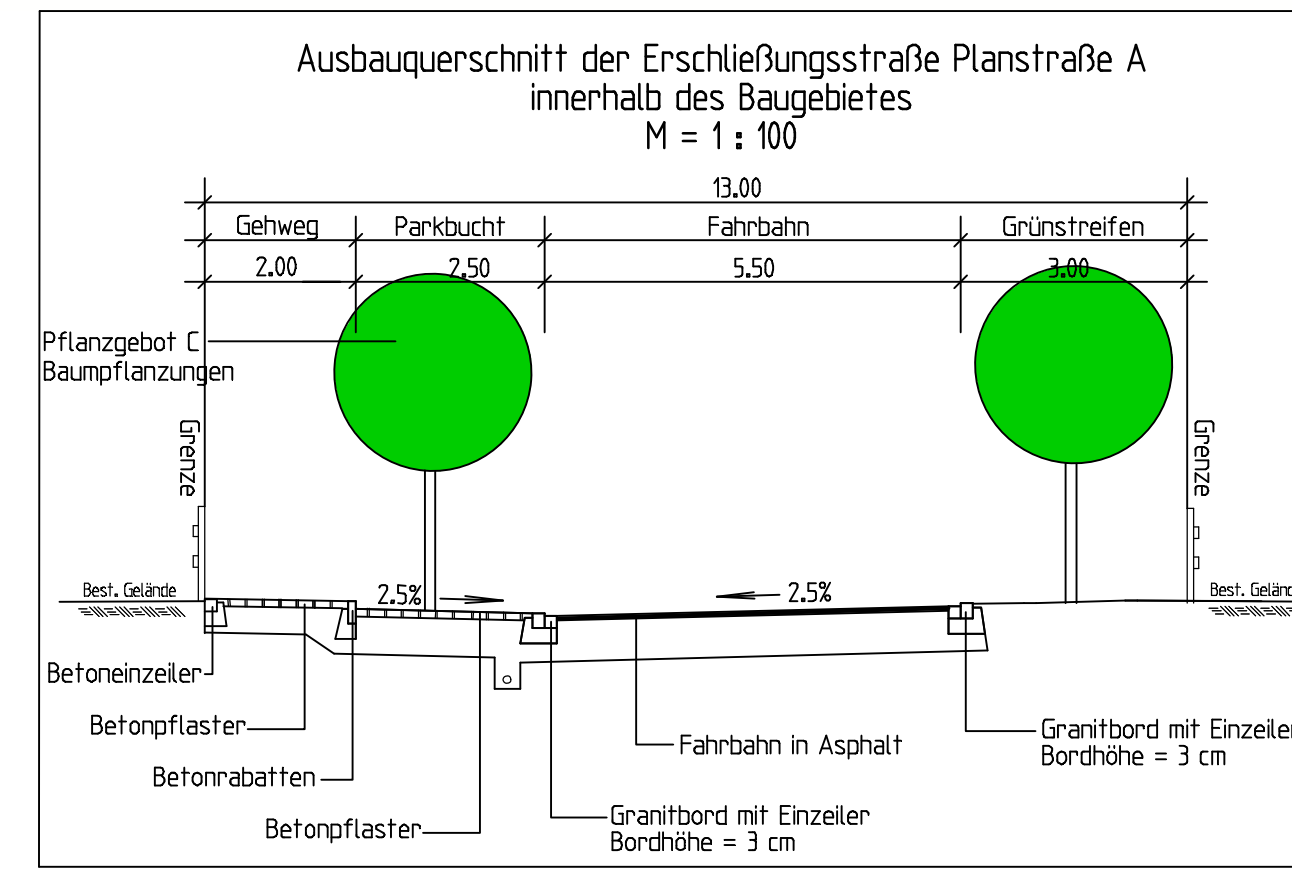 Ausbauquerschnitt der Erschließungsstraße Planstraße A
innerhalb des Baugebietes
M = 1 : 100
13.00
Gehweg
Parkbucht
Fahrbahn
Grünstreifen
2.00
2.50
5.50
3.00
Pflanzgebot C
Baumpflanzungen
Grenze
Grenze
Best. Gelände
2.5%
2.5%
Best. Geländ
Betoneinzeiler
Betonpflaster
Betonrabatten
Betonpflaster
Fahrbahn in Asphalt
Granitbord mit Einzeiler
Bordhöhe = 3 cm
Granitbord mit Einzeiler
Bordhöhe = 3 cm